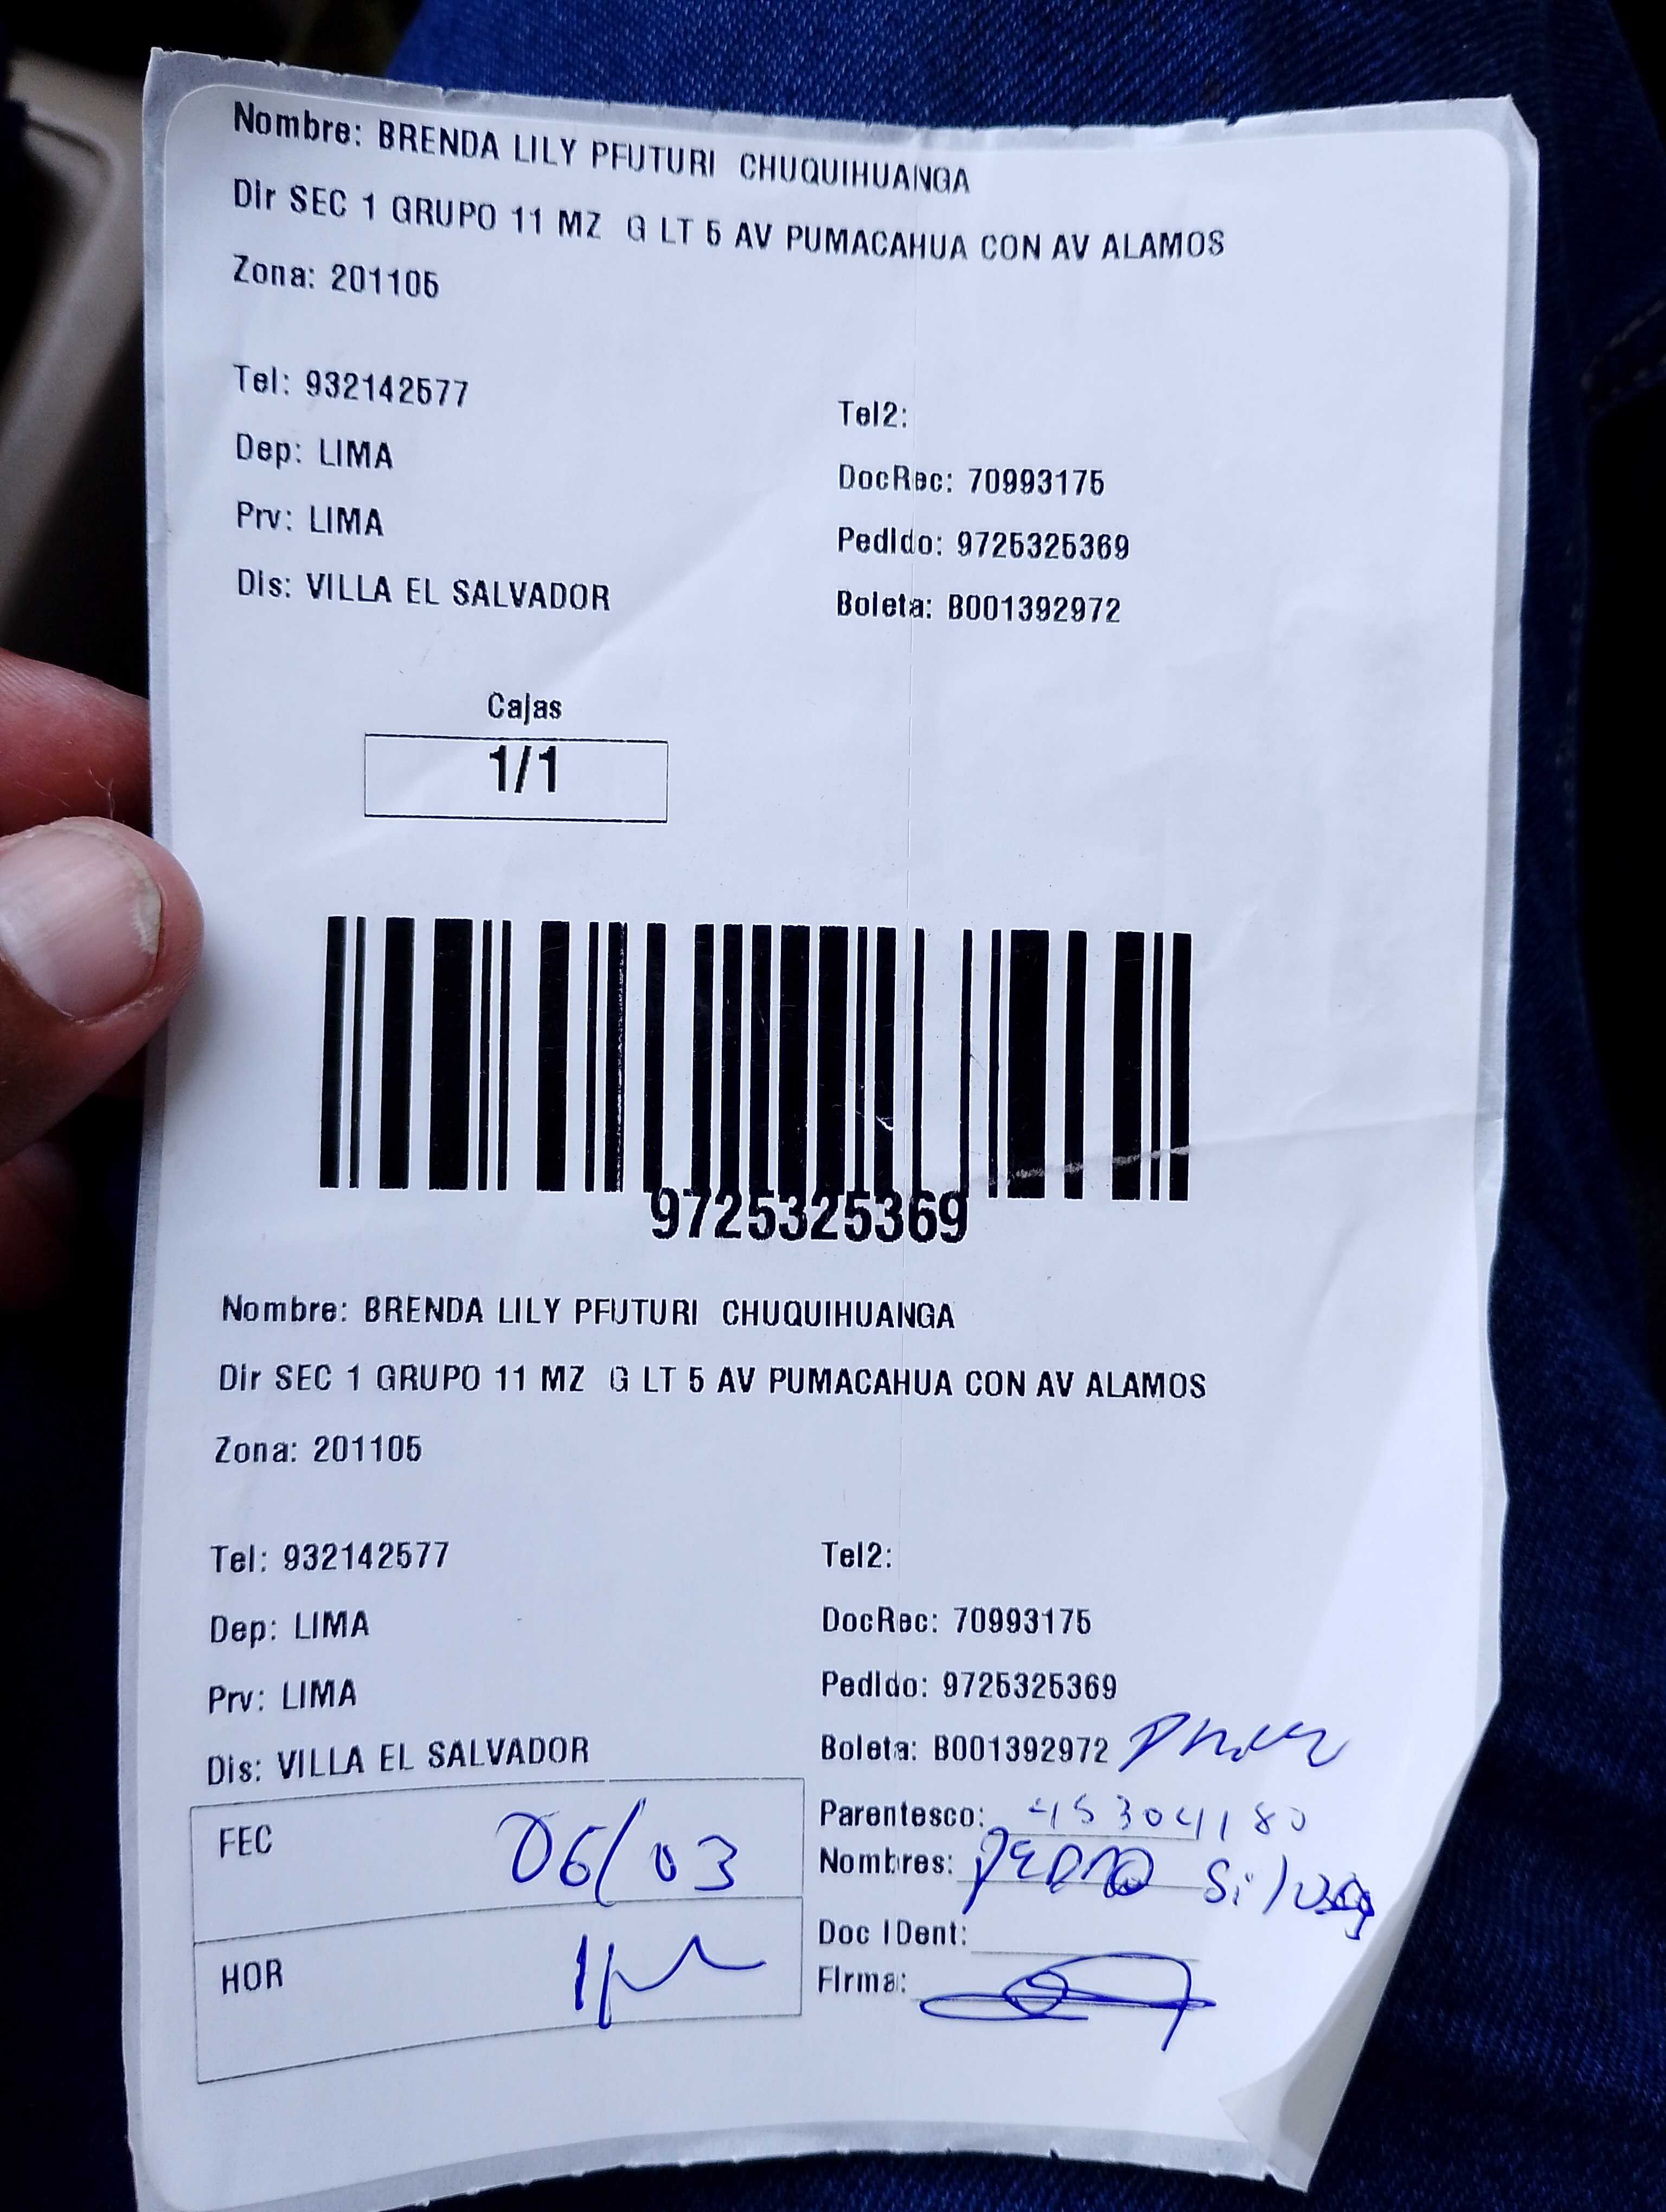 Nombre: BRENDA LILY PFUTURI CHUQUIHUANGA
Dir SEC 1 GRUPO 11 MZ G LT 5 AV PUMACAHUA CON AV ALAMOS
Zona: 201105
Tel: 932142577
Tel2:
Dep: LIMA
DocRec: 70993175
Prv: LIMA
Pedido: 9725325369
Dis: VILLA EL SALVADOR
Boleta: B001392972
Cajas
1/1
9725325369
Nombre: BRENDA LILY PFUTURI CHUQUIHUANGA
Dir SEC 1 GRUPO 11 MZ G LT 5 AV PUMACAHUA CON AV ALAMOS
Zona: 201105
Tel: 932142577
Tel2:
Dep: LIMA
DocRec: 70993175
Prv: LIMA
Pedido: 9725325369
Dis: VILLA EL SALVADOR
Boleta: B001392972
FEC 06/03
Parentesco: 45304180
Nombres: PEDRO
HOR 1pm
Doc IDent:
Firma: